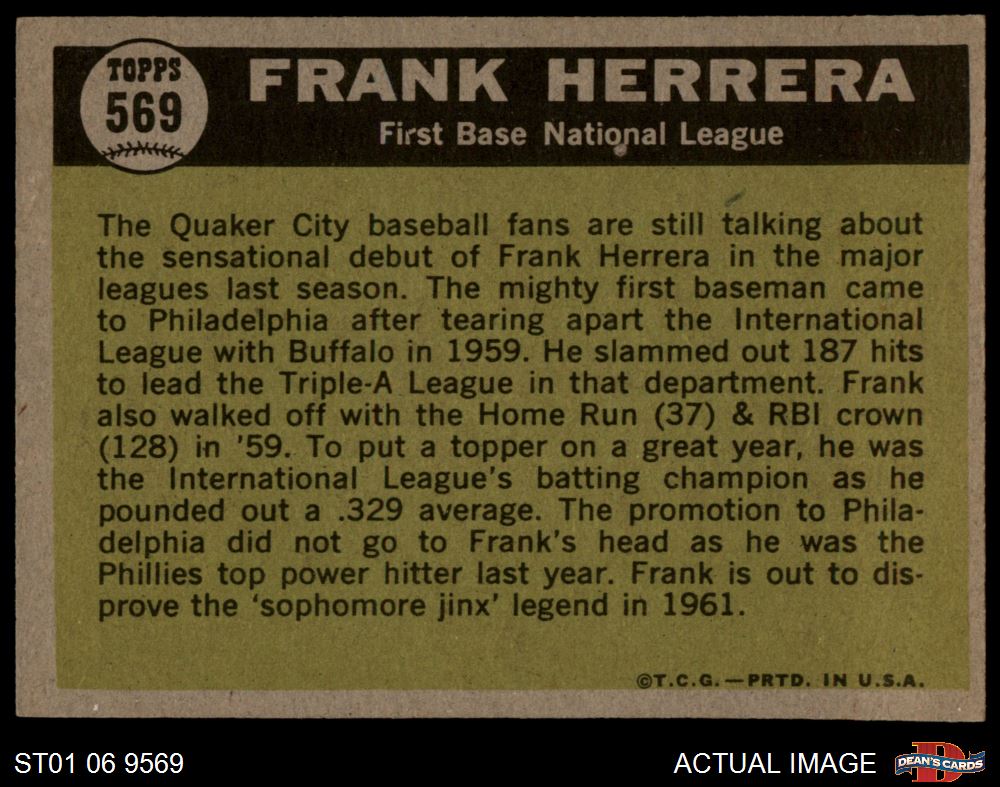 TOPPS
569
FRANK HERRERA
First Base National League
The Quaker City baseball fans are still talking about
the sensational debut of Frank Herrera in the major
leagues last season. The mighty first baseman came
to Philadelphia after tearing apart the International
League with Buffalo in 1959. He slammed out 187 hits
to lead the Triple-A League in that department. Frank
also walked off with the Home Run (37) & RBI crown
(128) in '59. To put a topper on a great year, he was
the International League's batting champion as he
pounded out a .329 average. The promotion to Phila-
delphia did not go to Frank's head as he was the
Phillies top power hitter last year. Frank is out to dis-
prove the 'sophomore jinx' legend in 1961.
©T.C.G.—PRTD. IN U.S.A.
ST01 06 9569
ACTUAL IMAGE
D
DEAN'S CARDS